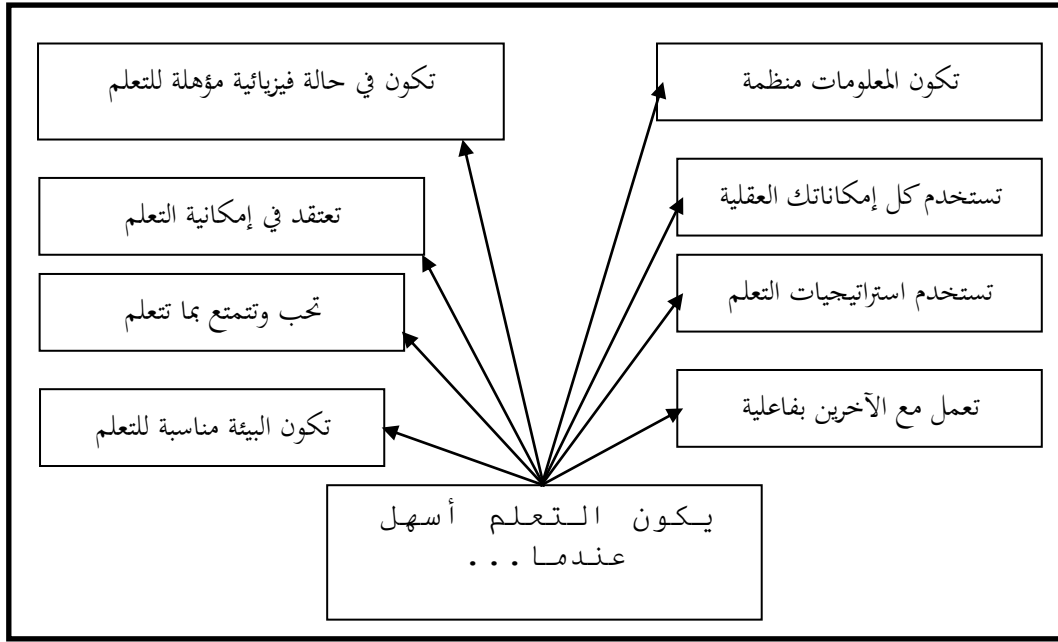 تكون المعلومات منظمة
تكون في حالة فيزيائية مؤهلة للتعلم
تستخدم كل إمكاناتك العقلية
تعتقد في إمكانية التعلم
تستخدم استراتيجيات التعلم
تحب وتتمتع بما تتعلم
تعمل مع الآخرين بفاعلية
تكون البيئة مناسبة للتعلم
يكون التعلم أسهل
عندما...